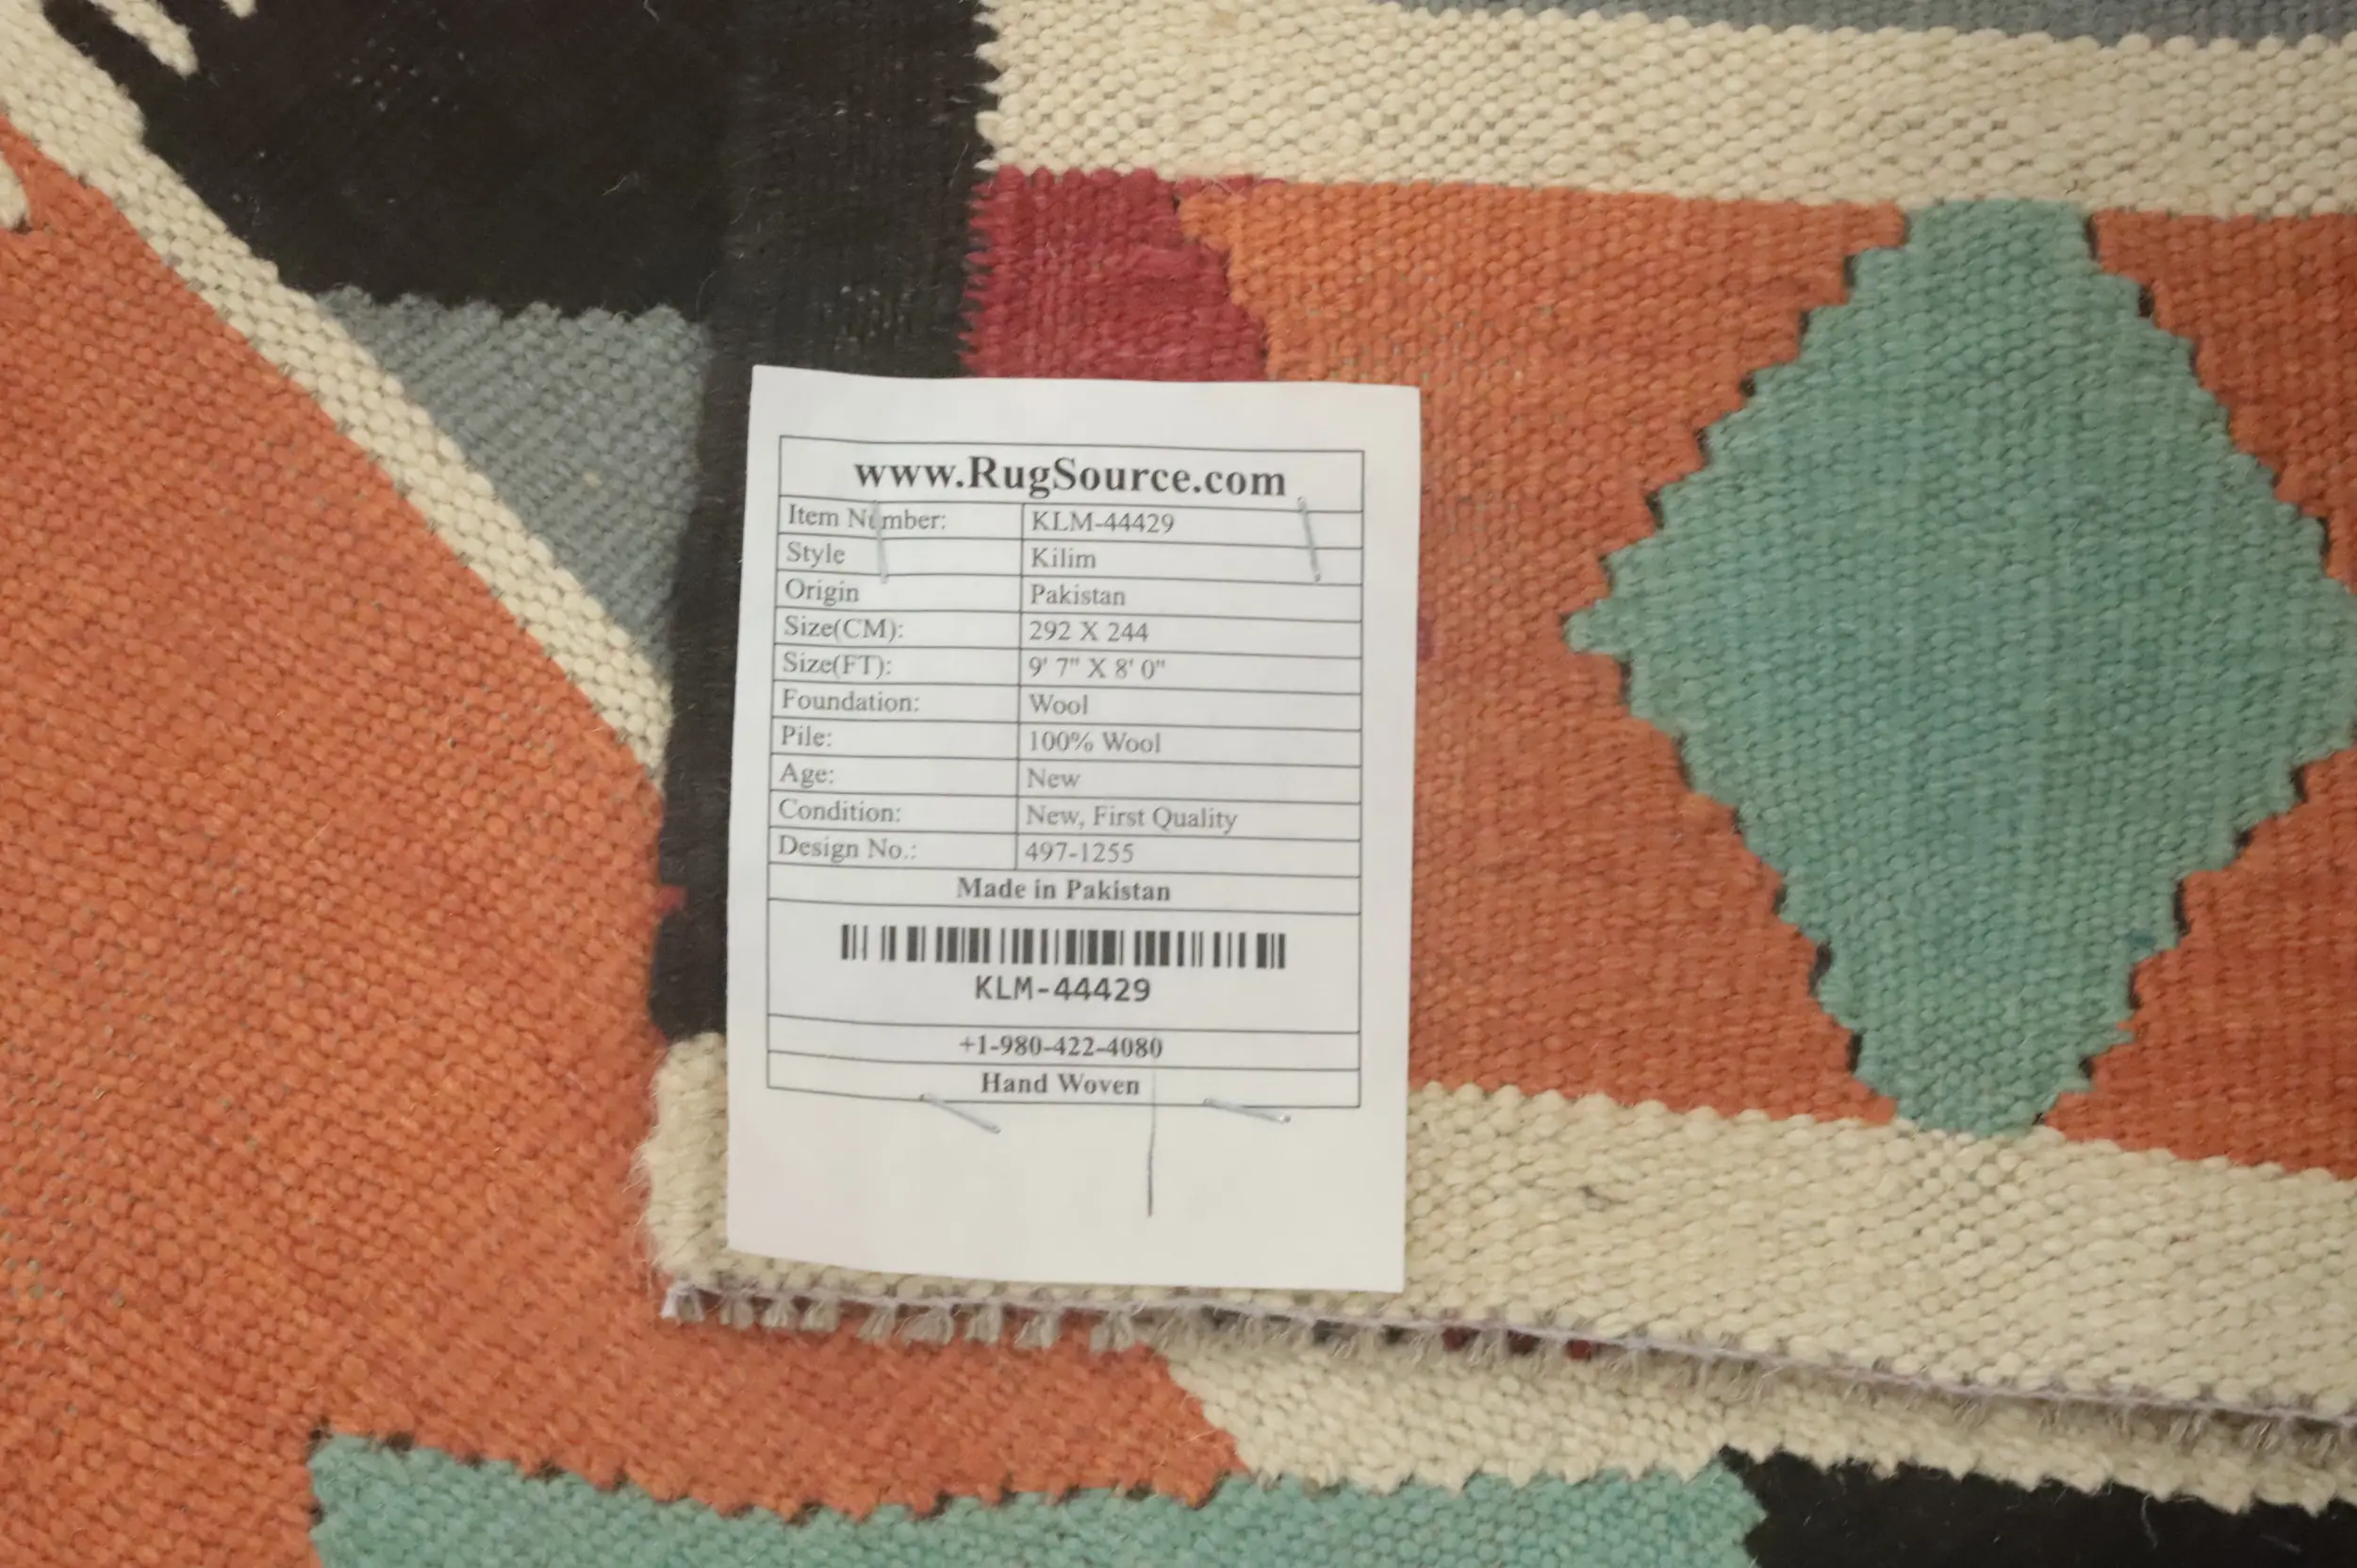 www.RugSource.com
Item Number: KLM-44429
Style Kilim
Origin Pakistan
Size(CM): 292 X 244
Size(FT): 9' 7" X 8' 0"
Foundation: Wool
Pile: 100% Wool
Age: New
Condition: New, First Quality
Design No.: 497-1255
Made in Pakistan
KLM-44429
+1-980-422-4080
Hand Woven